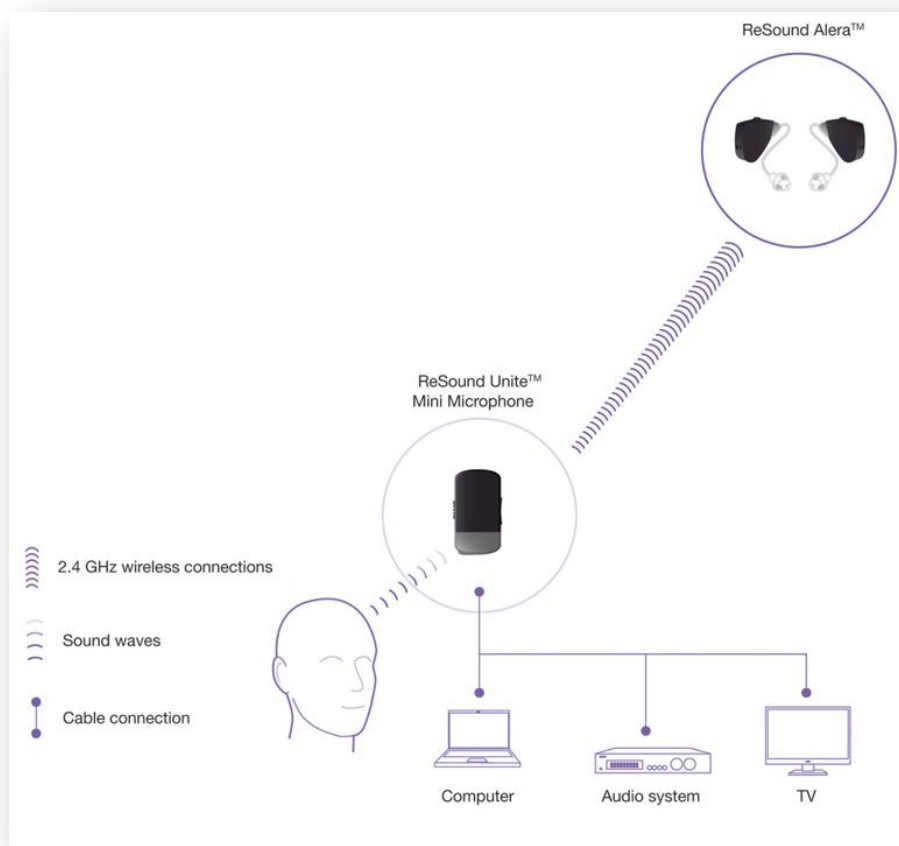 ReSound Alera™
ReSound Unite™
Mini Microphone
2.4 GHz wireless connections
Sound waves
Cable connection
Computer
Audio system
TV